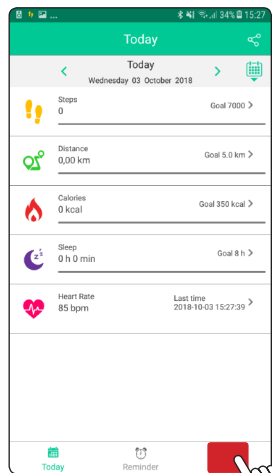 34% 15:27
Today
Today
Wednesday 03 October 2018
Steps
0
Goal 7000 >
Distance
0,00 km
Goal 5.0 km >
Calories
0 kcal
Goal 350 kcal >
Sleep
0 h 0 min
Goal 8 h >
Heart Rate
85 bpm
Last time
2018-10-03 15:27:39 >
Today
Reminder